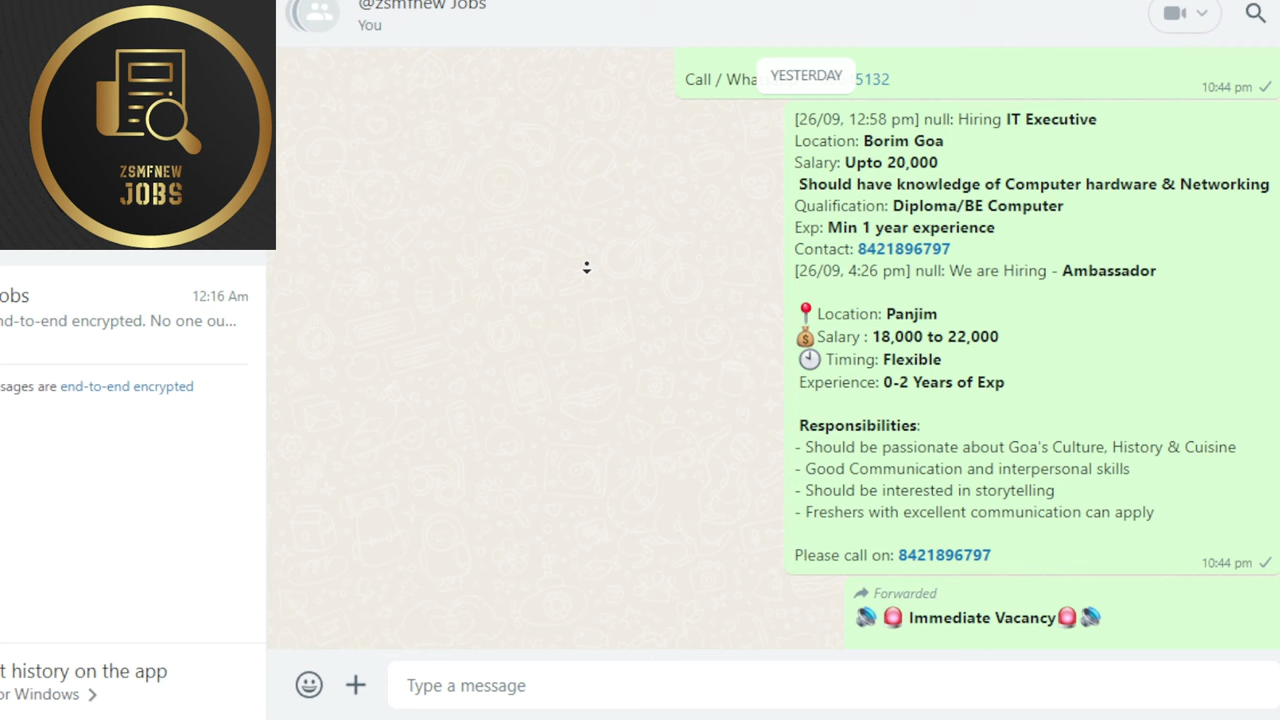 @zsmfnew Jobs
You
ZSMFNEW
JOBS
obs
12:16 Am
nd-to-end encrypted. No one ou...
sages are end-to-end encrypted
t history on the app
or Windows
Call / Wha
YESTERDAY
5132
10:44 pm
[26/09, 12:58 pm] null: Hiring IT Executive
Location: Borim Goa
Salary: Upto 20,000
Should have knowledge of Computer hardware & Networking
Qualification: Diploma/BE Computer
Exp: Min 1 year experience
Contact: 8421896797
[26/09, 4:26 pm] null: We are Hiring - Ambassador
Location: Panjim
Salary : 18,000 to 22,000
Timing: Flexible
Experience: 0-2 Years of Exp
Responsibilities:
- Should be passionate about Goa's Culture, History & Cuisine
- Good Communication and interpersonal skills
- Should be interested in storytelling
- Freshers with excellent communication can apply
Please call on: 8421896797
10:44 pm
Forwarded
Immediate Vacancy
Type a message